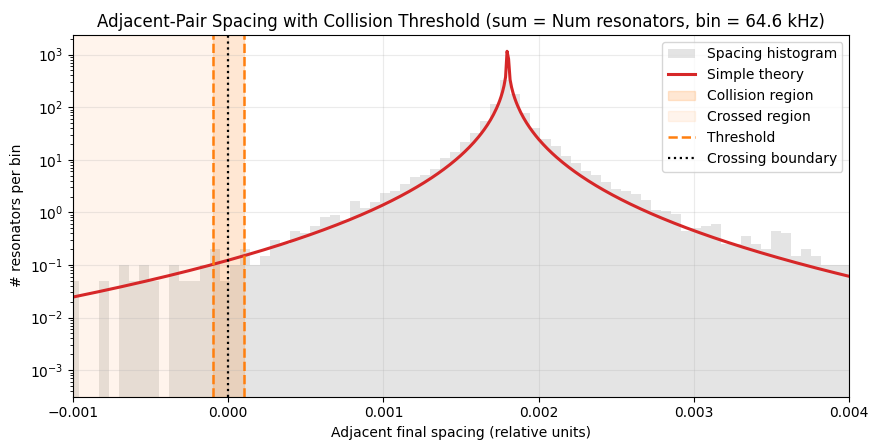 Adjacent-Pair Spacing with Collision Threshold (sum = Num resonators, bin = 64.6 kHz)
# resonators per bin
10³
10²
10¹
10⁰
10⁻¹
10⁻²
10⁻³
Spacing histogram
Simple theory
Collision region
Crossed region
Threshold
Crossing boundary
−0.001 0.000 0.001 0.002 0.003 0.004
Adjacent final spacing (relative units)